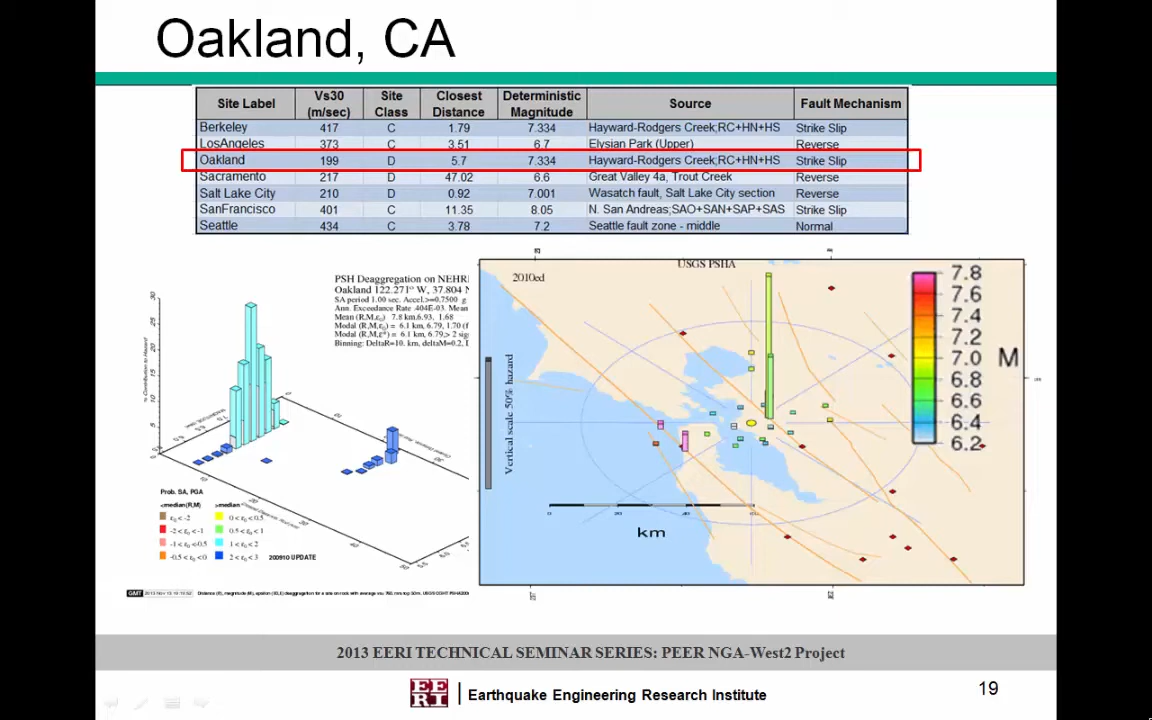 Oakland, CA
Site Label Vs30 (m/sec) Site Class Closest Distance Deterministic Magnitude Source Fault Mechanism
Berkeley 417 C 1.79 7.334 Hayward-Rodgers Creek;RC+HN+HS Strike Slip
LosAngeles 373 C 3.51 6.7 Elysian Park (Upper) Reverse
Oakland 199 D 5.7 7.334 Hayward-Rodgers Creek;RC+HN+HS Strike Slip
Sacramento 217 D 47.02 6.6 Great Valley 4a, Trout Creek Reverse
Salt Lake City 210 D 0.92 7.001 Wasatch fault, Salt Lake City section Reverse
SanFrancisco 401 C 11.35 8.05 N. San Andreas;SAO+SAN+SAP+SAS Strike Slip
Seattle 434 C 3.78 7.2 Seattle fault zone - middle Normal
PSH Deaggregation on NEHR
Oakland 122.271° W, 37.804 N
SA period 1.00 sec. Accel.>=0.7500 g
Ann. Exceedance Rate .404E-03. Mean
Mean (R,M,ε0) 7.8 km,6.93, 1.68
Modal (R,M,ε0) = 6.1 km, 6.79, 1.70 (f
Modal (R,M,ε*) = 6.1 km, 6.79,> 2 sig
Binning: DeltaR=10. km, deltaM=0.2,
Prob. SA, PGA
<median(R,M) >median
ε0 < -2 0 < ε0 < 0.5
-2 < ε0 < -1 0.5 < ε0 < 1
-1 < ε0 <-0.5 1 < ε0 < 2
-0.5 < ε0 < 0 2 < ε0 < 3
200910 UPDATE
GMT
USGS PSHA
2010ed
Vertical scale 50% hazard
km
7.8
7.6
7.4
7.2
7.0
6.8
6.6
6.4
6.2
M
2013 EERI TECHNICAL SEMINAR SERIES: PEER NGA-West2 Project
EERI
Earthquake Engineering Research Institute
19